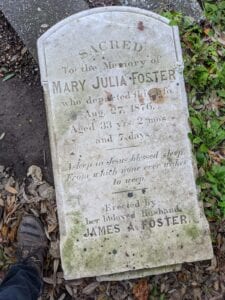 SACRED
To the Memory of
MARY JULIA FOSTER
who departed this life
Aug. 27. 1876.
Aged 33 yrs 2 mos.
and 7 days.
Asleep in Jesus blessed sleep
From which none ever wakes
to weep.
Erected by
her beloved Husband
JAMES A. FOSTER.